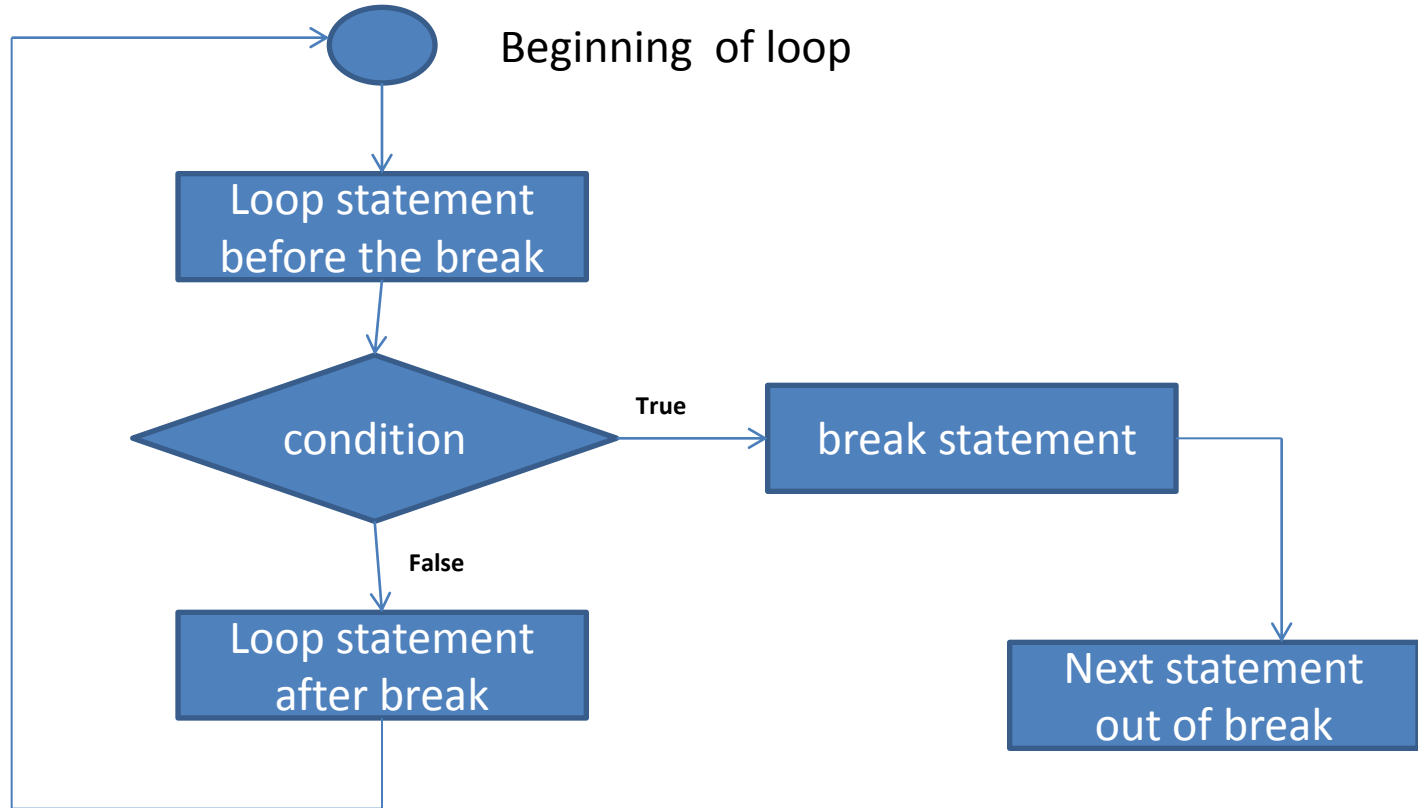 Beginning  of loop
Loop statement
before the break
condition
True
break statement
False
Loop statement
after break
Next statement
out of break